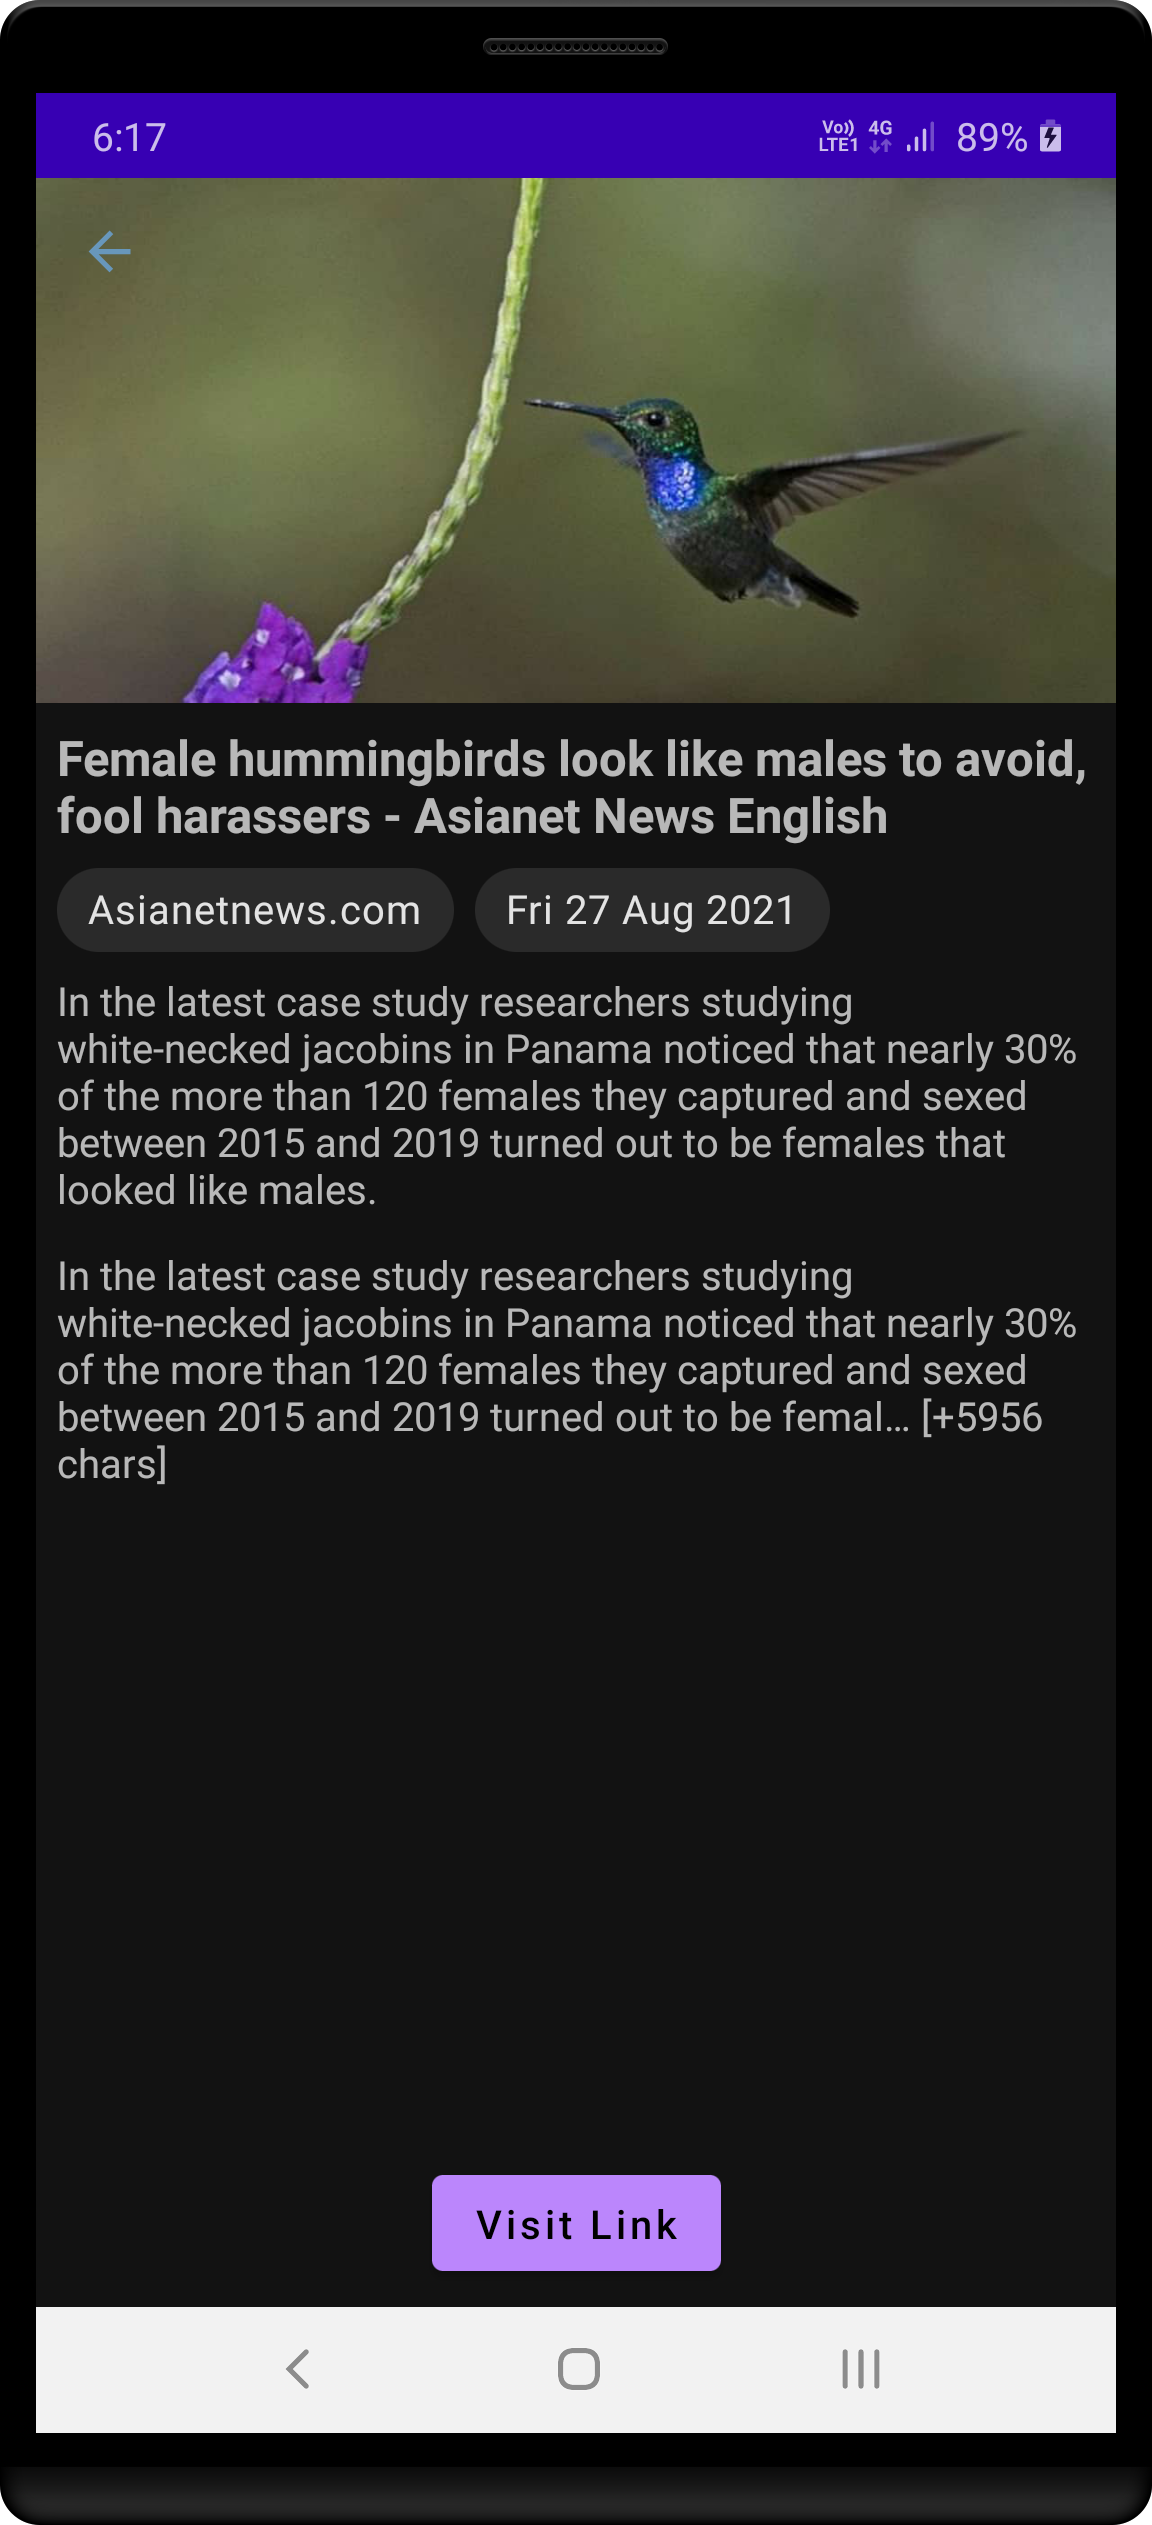 6:17
Vo)) 4G 89%
LTE1
Female hummingbirds look like males to avoid,
fool harassers - Asianet News English
Asianetnews.com Fri 27 Aug 2021
In the latest case study researchers studying
white-necked jacobins in Panama noticed that nearly 30%
of the more than 120 females they captured and sexed
between 2015 and 2019 turned out to be females that
looked like males.
In the latest case study researchers studying
white-necked jacobins in Panama noticed that nearly 30%
of the more than 120 females they captured and sexed
between 2015 and 2019 turned out to be femal… [+5956
chars]
Visit Link